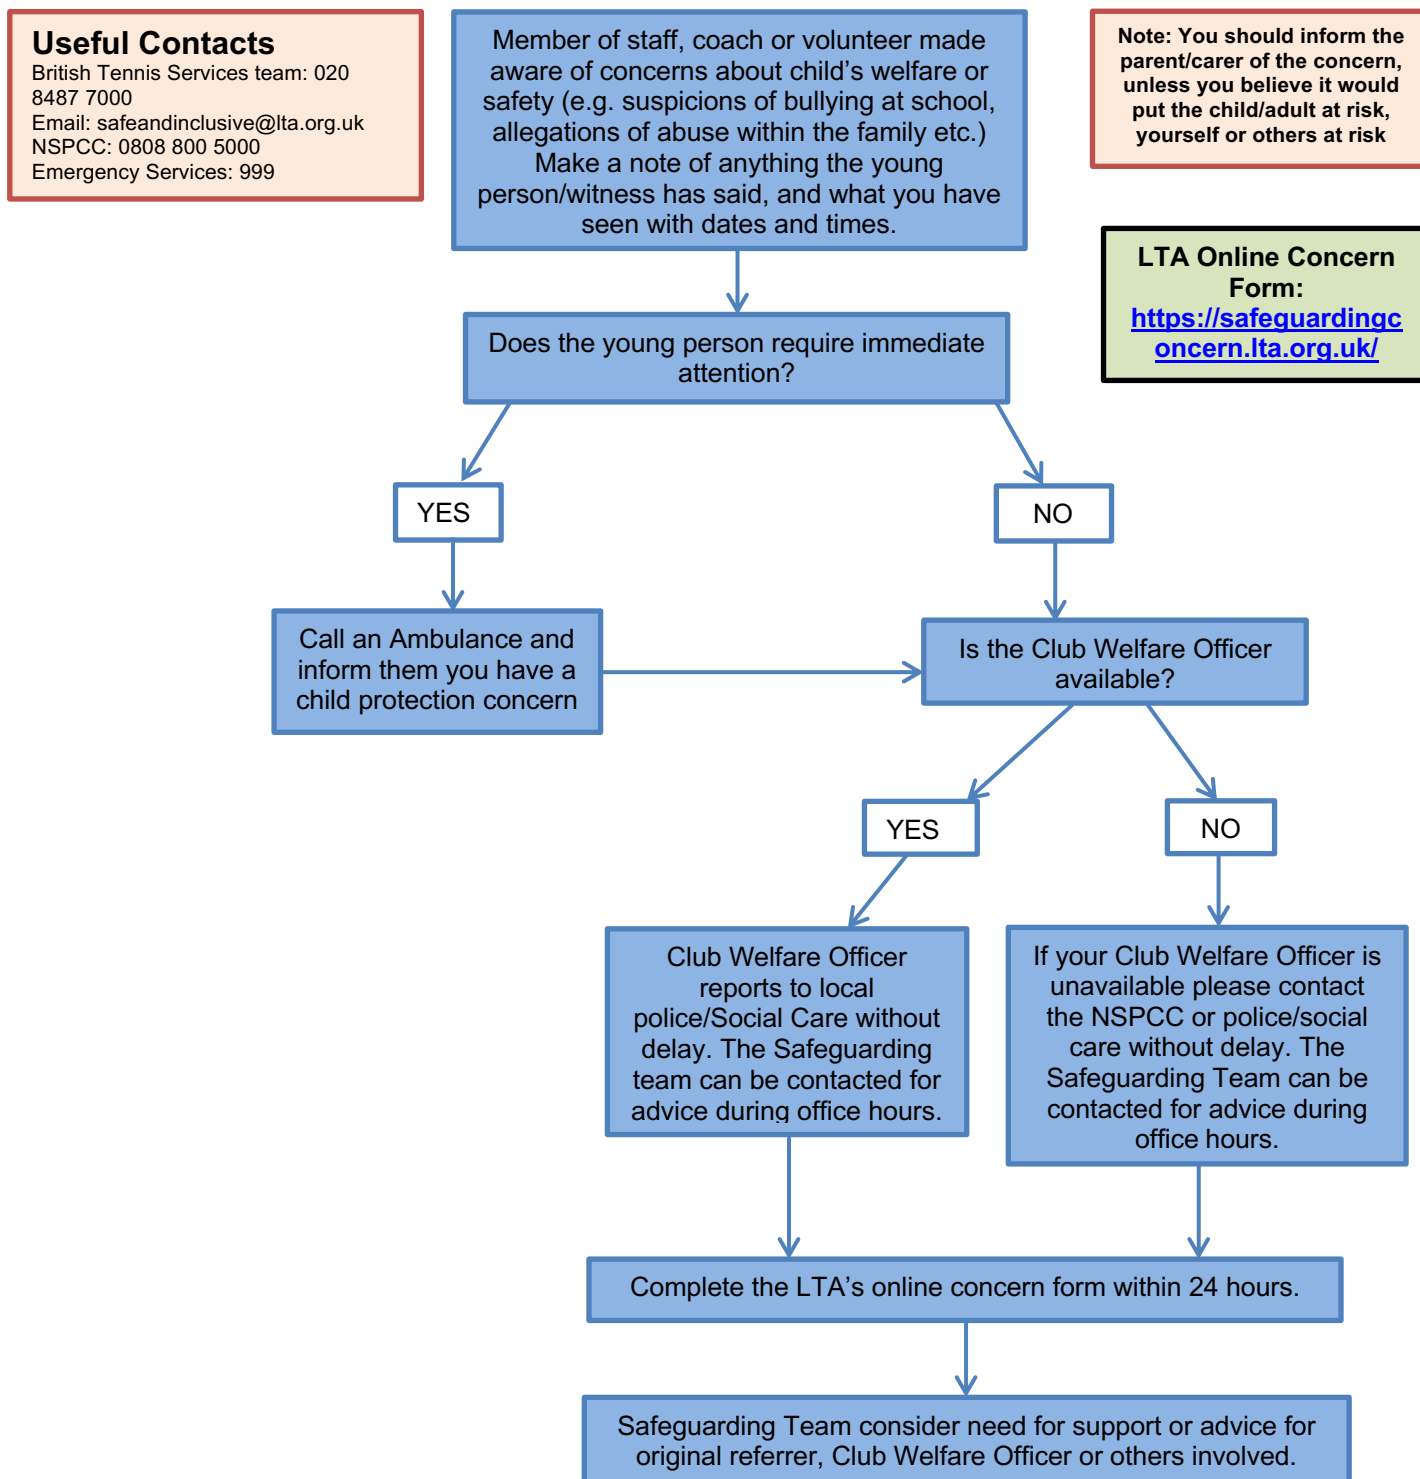 Useful Contacts
British Tennis Services team: 020
8487 7000
Email: safeandinclusive@lta.org.uk
NSPCC: 0808 800 5000
Emergency Services: 999
Member of staff, coach or volunteer made
aware of concerns about child's welfare or
safety (e.g. suspicions of bullying at school,
allegations of abuse within the family etc.)
Make a note of anything the young
person/witness has said, and what you have
seen with dates and times.
Note: You should inform the
parent/carer of the concern,
unless you believe it would
put the child/adult at risk,
yourself or others at risk
LTA Online Concern
Form:
https://safeguardingc
oncern.lta.org.uk/
Does the young person require immediate
attention?
YES
NO
Call an Ambulance and
inform them you have a
child protection concern
Is the Club Welfare Officer
available?
YES
NO
Club Welfare Officer
reports to local
police/Social Care without
delay. The Safeguarding
team can be contacted for
advice during office hours.
If your Club Welfare Officer is
unavailable please contact
the NSPCC or police/social
care without delay. The
Safeguarding Team can be
contacted for advice during
office hours.
Complete the LTA's online concern form within 24 hours.
Safeguarding Team consider need for support or advice for
original referrer, Club Welfare Officer or others involved.